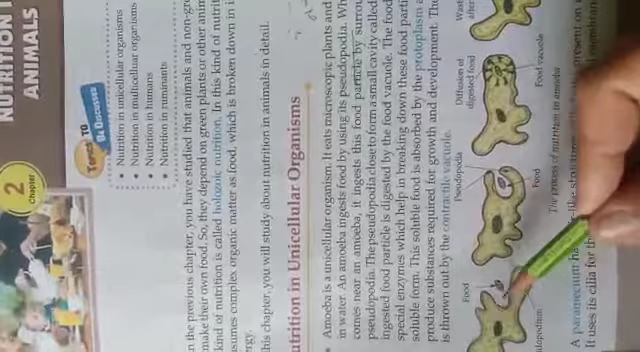 NUTRITION I
ANIMALS
2
Chapter
TOPICS TO
BE DISCUSSED
• Nutrition in unicellular organisms
• Nutrition in multicelluar organisms
• Nutrition in humans
• Nutrition in ruminants
n the previous chapter, you have studied that animals and non-gr
make their own food. So, they depend on green plants or other anim
kind of nutrition is called holozoic nutrition. In this kind of nutrit
sumes complex organic matter as food, which is broken down in
ergy.
his chapter, you will study about nutrition in animals in detail.
utrition in Unicellular Organisms
• Amoeba is a unicellular organism. It eats microscopic plants and
in water. An amoeba ingests food by using its pseudopodia. Wh
comes near an amoeba, it ingests this food particle by surrou
pseudopodia. The pseudopodia close to form a small cavity called
ingested food particle is digested by the food vacuole. The food
special enzymes which help in breaking down these food parti
soluble form. This soluble food is absorbed by the protoplasm
produce substances required for growth and development. The
is thrown out by the contractile vacuole.
Food
Pseudopodia
Diffusion of
digested food
Wast
after
udopodium
Food
Food vacuole
The process of nutrition in amoeba
A paramecium ha
It uses its cilia for th